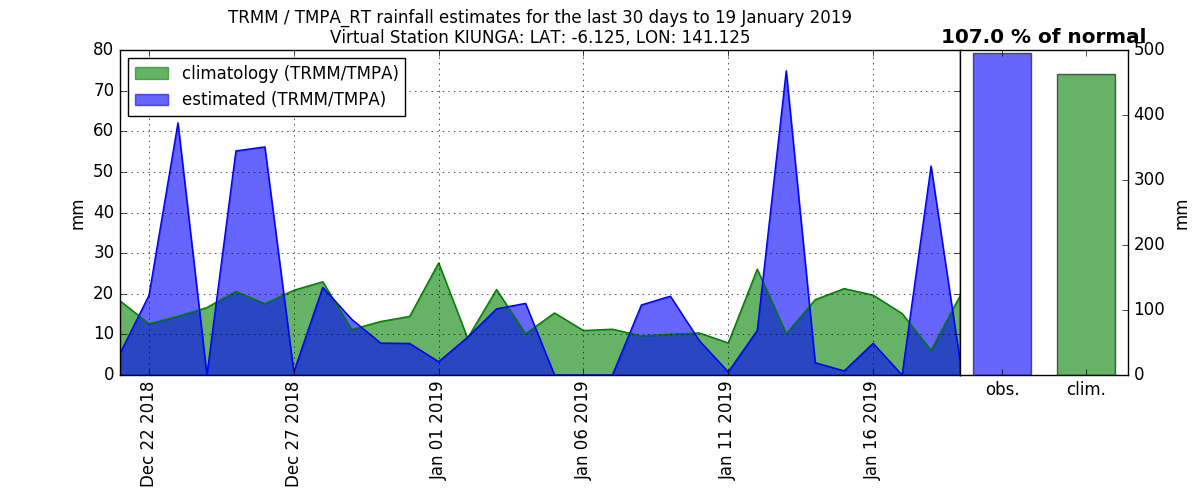 TRMM / TMPA_RT rainfall estimates for the last 30 days to 19 January 2019
Virtual Station KIUNGA: LAT: -6.125, LON: 141.125
107.0 % of normal
climatology (TRMM/TMPA)
estimated (TRMM/TMPA)
80
70
60
50
40
30
20
10
0
mm
Dec 22 2018
Dec 27 2018
Jan 01 2019
Jan 06 2019
Jan 11 2019
Jan 16 2019
500
400
300
200
100
0
mm
obs.
clim.